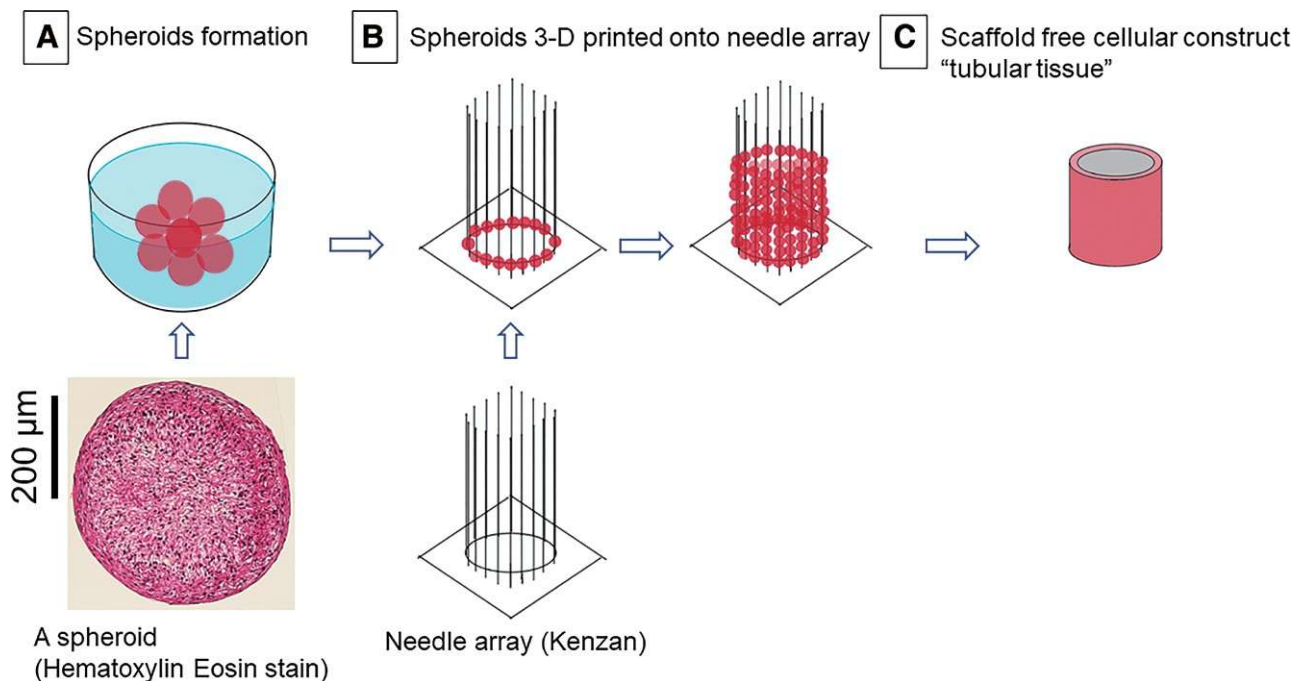 A Spheroids formation
B Spheroids 3-D printed onto needle array
C Scaffold free cellular construct
“tubular tissue”
200 µm
A spheroid
(Hematoxylin Eosin stain)
Needle array (Kenzan)